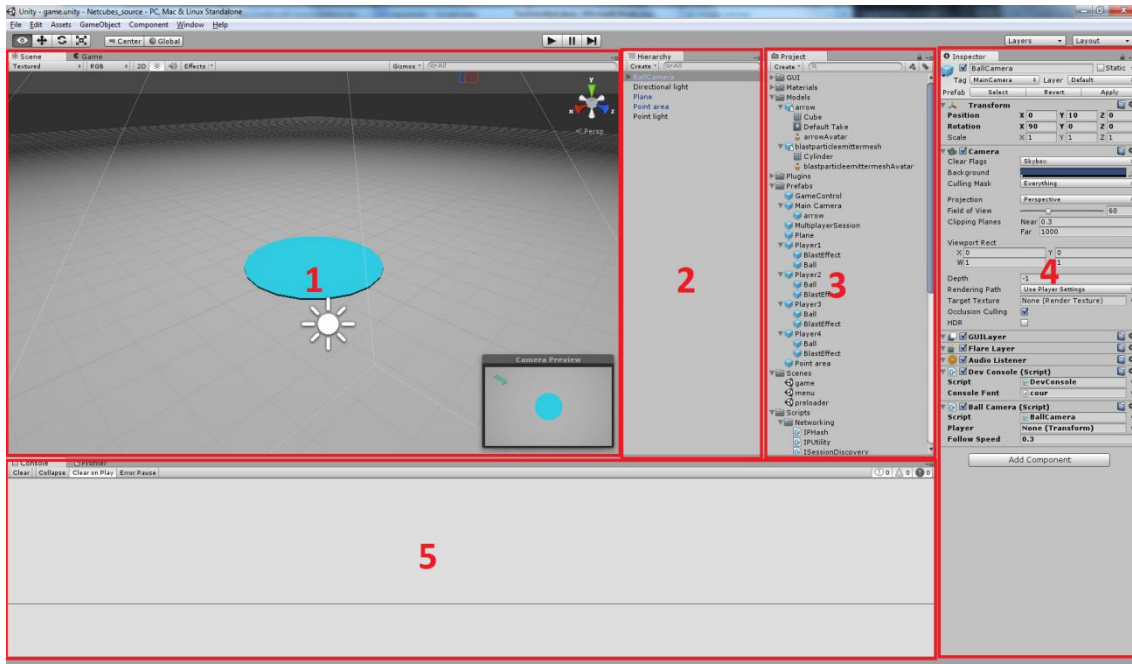 Unity - game.unity - Netcubes_source - PC, Mac & Linux Standalone
File Edit Assets GameObject Component Window Help
Center Global
Layers Layout
Scene Game
Textured RGB 2D Effects Gizmos All
y
x
z
Persp
1
Camera Preview
Hierarchy
Create All
BallCamera
Directional light
Plane
Point area
Point light
2
Project
Create
GUI
Materials
Models
arrow
Cube
Default Take
arrowAvatar
blastparticleemittermesh
Cylinder
blastparticleemittermeshAvatar
Plugins
Prefabs
GameControl
Main Camera
arrow
MultiplayerSession
Plane
Player1
BlastEffect
Ball
Player2
Ball
BlastEff
Player3
Ball
BlastEffect
Player4
Ball
BlastEffect
Point area
Scenes
game
menu
preloader
Scripts
Networking
IPHash
IPUtility
ISessionDiscovery
3
Inspector
BallCamera Static
Tag MainCamera Layer Default
Prefab Select Revert Apply
Transform
Position X 0 Y 10 Z 0
Rotation X 90 Y 0 Z 0
Scale X 1 Y 1 Z 1
Camera
Clear Flags Skybox
Background
Culling Mask Everything
Projection Perspective
Field of View 60
Clipping Planes Near 0.3
Far 1000
Viewport Rect
X 0 Y 0
W 1 1
4
Depth -1
Rendering Path Use Player Settings
Target Texture None (Render Texture)
Occlusion Culling
HDR
GUILayer
Flare Layer
Audio Listener
Dev Console (Script)
Script DevConsole
Console Font cour
Ball Camera (Script)
Script BallCamera
Player None (Transform)
Follow Speed 0.3
Add Component
Console Profiler
Clear Collapse Clear on Play Error Pause 0 0 0
5